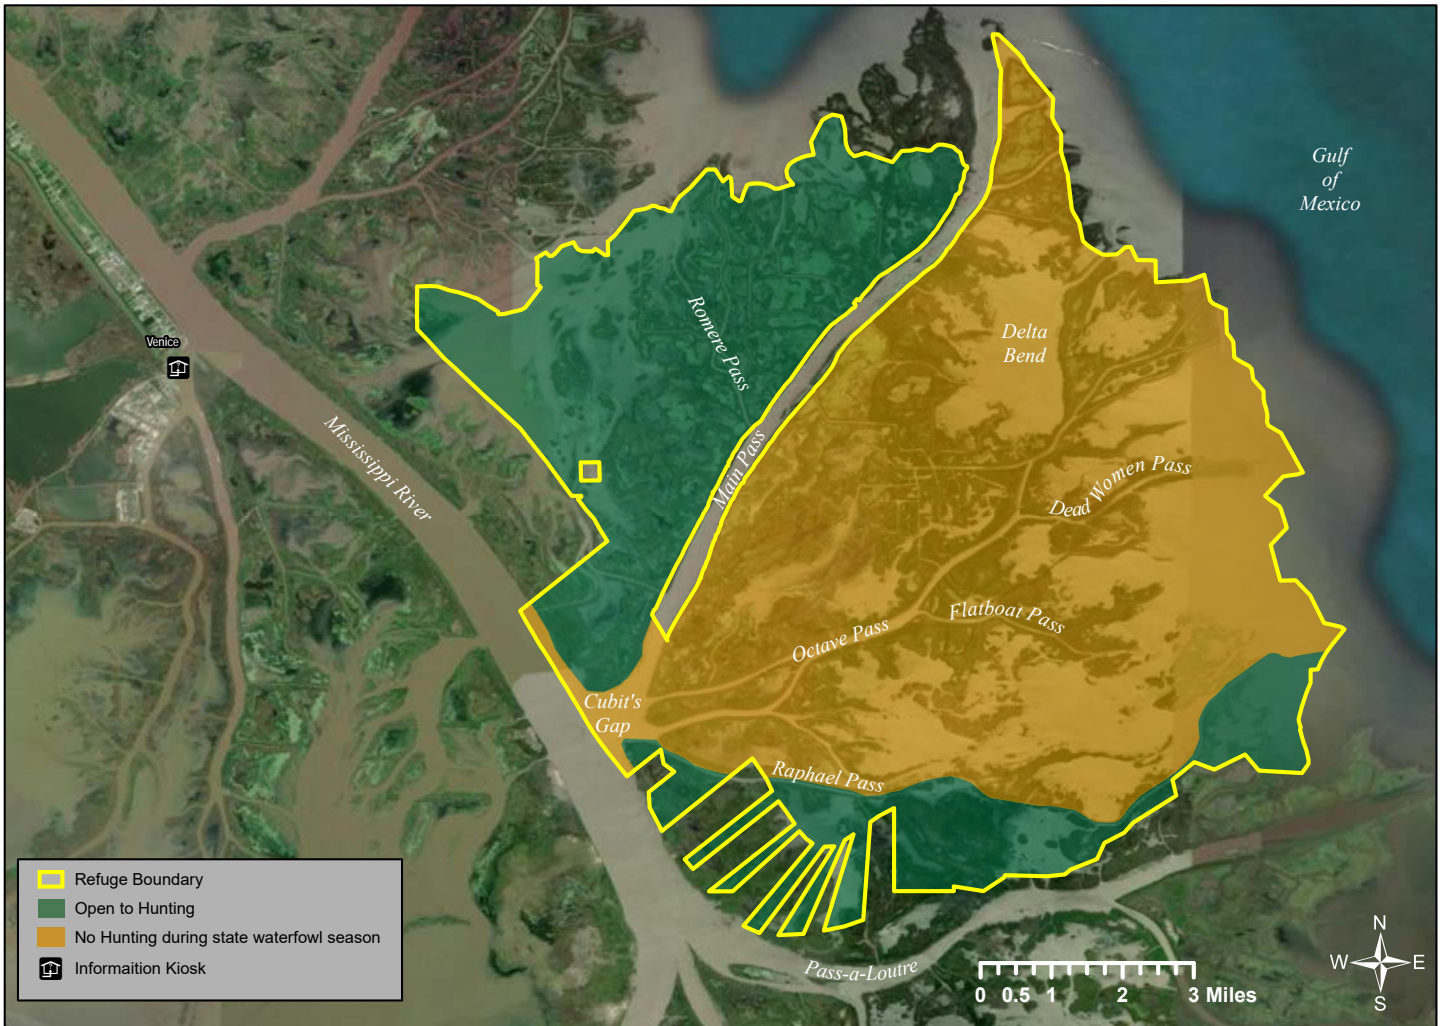 Gulf
of
Mexico
Romere Pass
Delta
Bend
Venice
Mississippi River
Main Pass
Dead Women Pass
Flatboat Pass
Octave Pass
Cubit's
Gap
Raphael Pass
Pass-a-Loutre
Refuge Boundary
Open to Hunting
No Hunting during state waterfowl season
Informaition Kiosk
0 0.5 1 2 3 Miles
N
W E
S